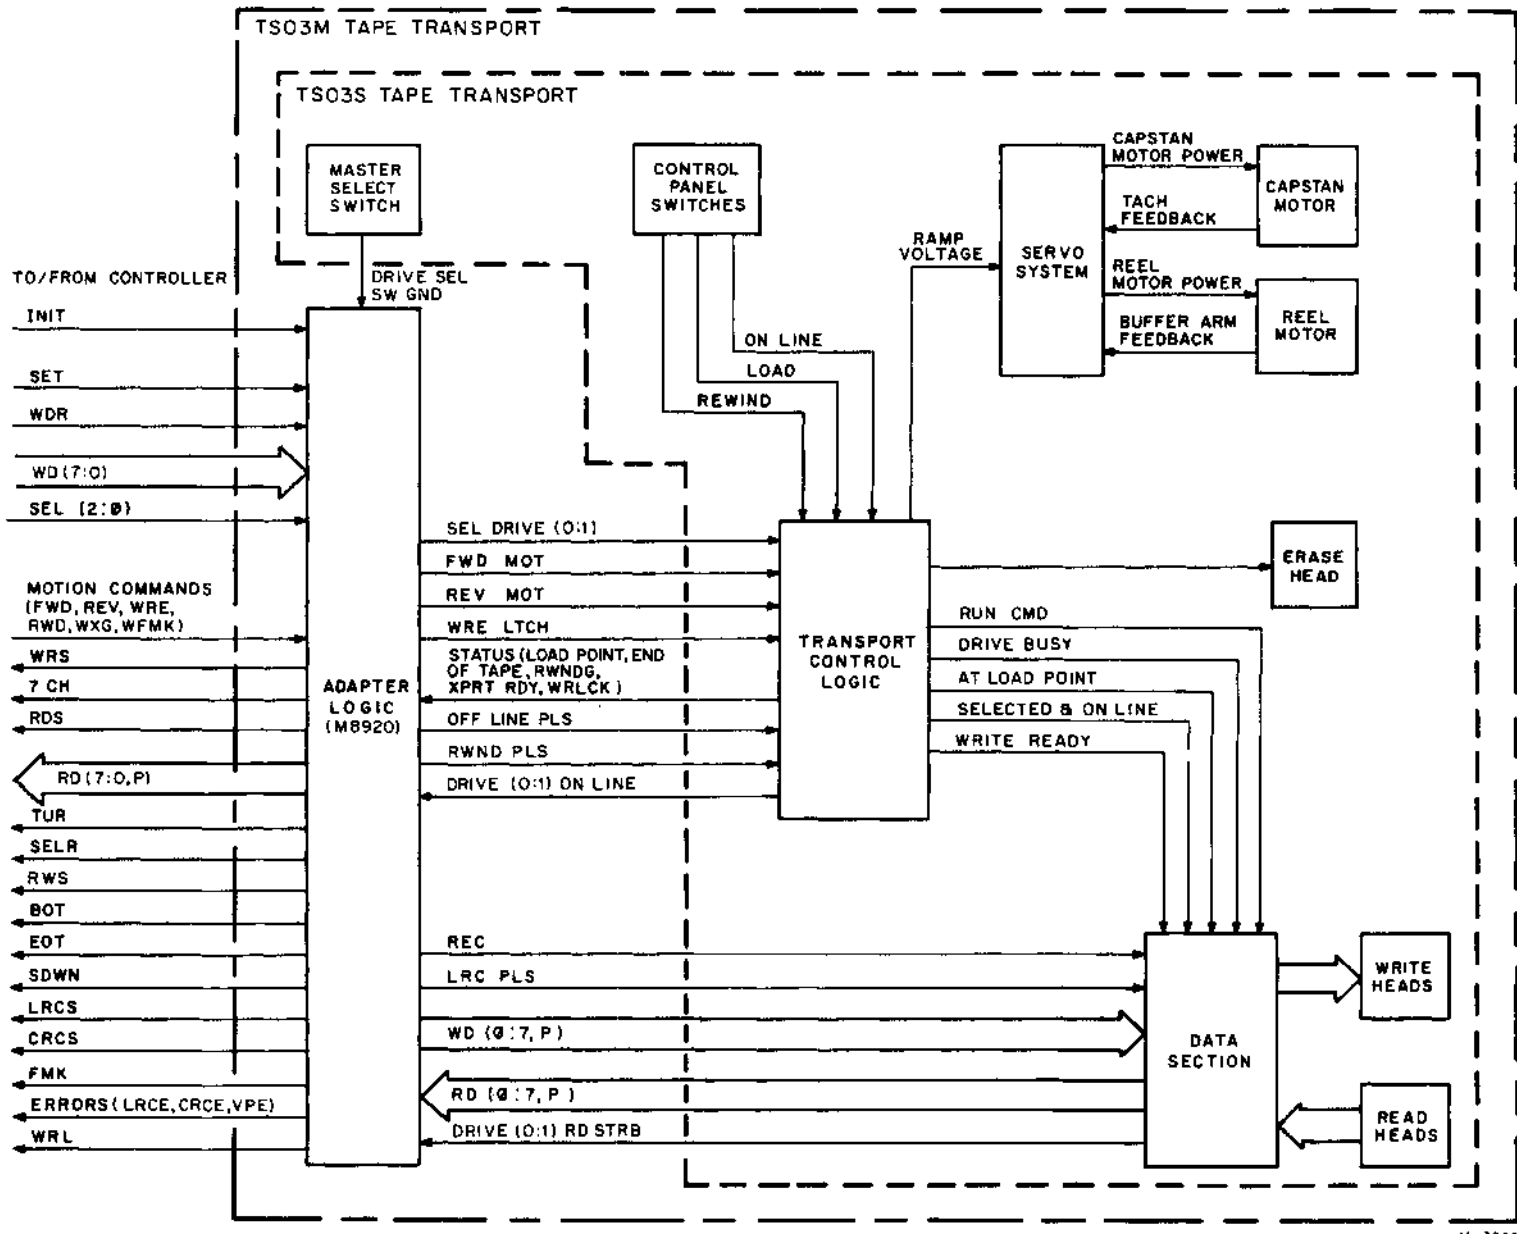 TS03M TAPE TRANSPORT
TS03S TAPE TRANSPORT
MASTER
SELECT
SWITCH
CONTROL
PANEL
SWITCHES
CAPSTAN
MOTOR POWER
TACH
FEEDBACK
CAPSTAN
MOTOR
RAMP
VOLTAGE
SERVO
SYSTEM
REEL
MOTOR POWER
BUFFER ARM
FEEDBACK
REEL
MOTOR
TO/FROM CONTROLLER
DRIVE SEL
SW GND
INIT
SET
WDR
WD (7:0)
SEL (2:0)
ON LINE
LOAD
REWIND
MOTION COMMANDS
(FWD, REV, WRE,
RWD, WXG, WFMK)
WRS
7 CH
RDS
RD (7:0,P)
TUR
SELR
RWS
BOT
EOT
SDWN
LRCS
CRCS
FMK
ERRORS (LRCE, CRCE, VPE)
WRL
ADAPTER
LOGIC
(M8920)
SEL DRIVE (0:1)
FWD MOT
REV MOT
WRE LTCH
STATUS (LOAD POINT, END
OF TAPE, RWNDG,
XPRT RDY, WRLCK)
OFF LINE PLS
RWND PLS
DRIVE (0:1) ON LINE
TRANSPORT
CONTROL
LOGIC
ERASE
HEAD
RUN CMD
DRIVE BUSY
AT LOAD POINT
SELECTED & ON LINE
WRITE READY
REC
LRC PLS
WD (0:7, P)
RD (0:7, P)
DRIVE (0:1) RD STRB
DATA
SECTION
WRITE
HEADS
READ
HEADS